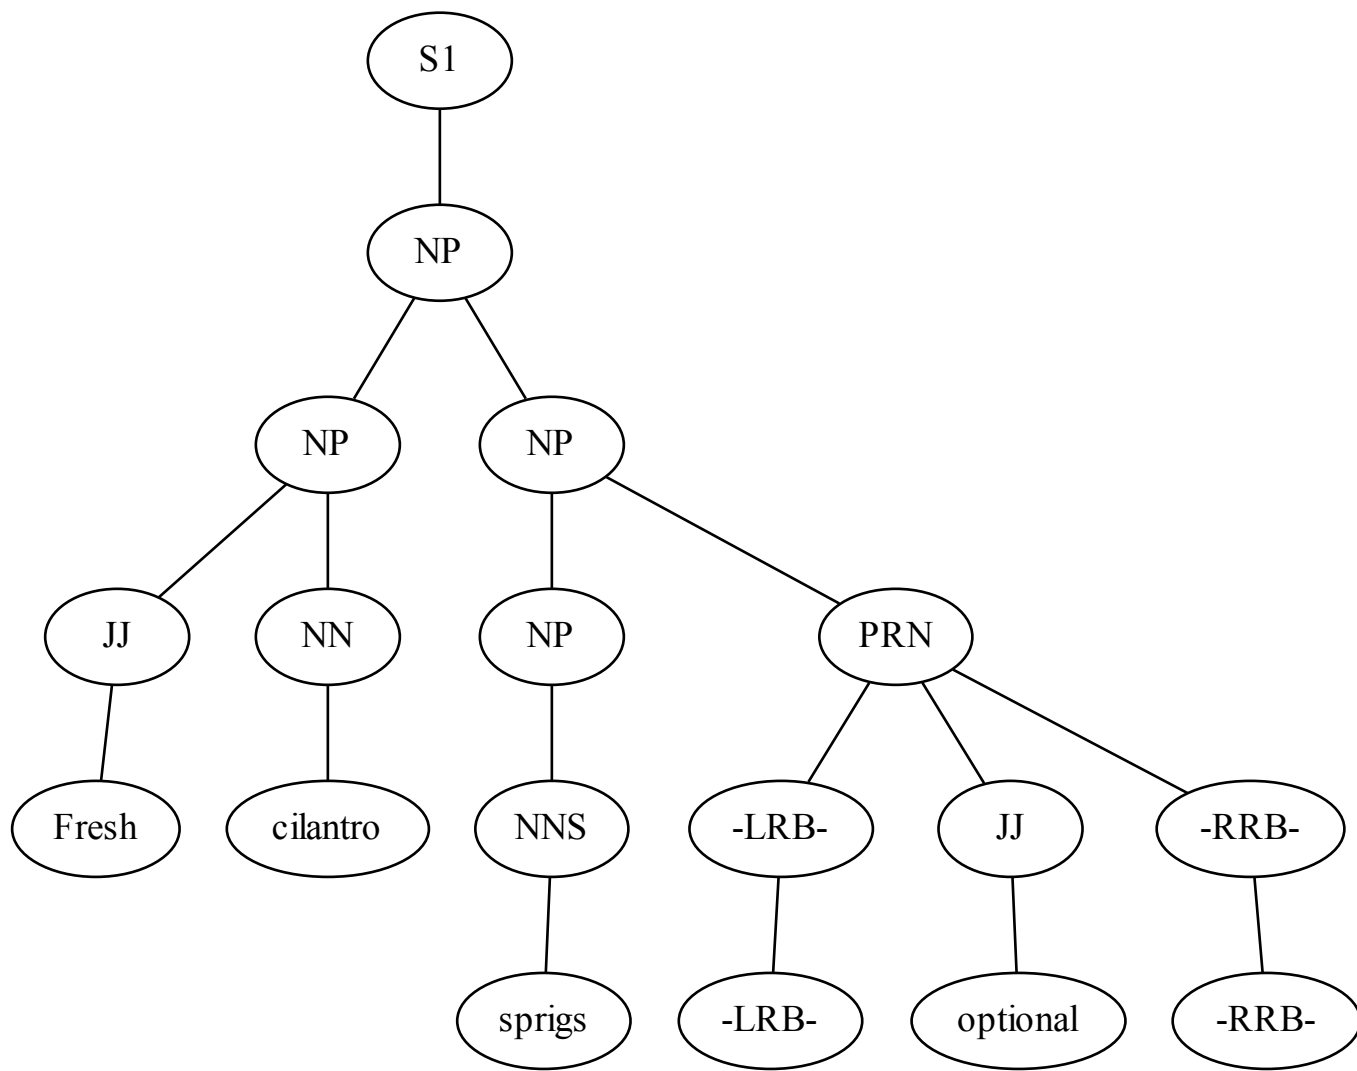 S1
NP
NP NP
JJ NN NP PRN
Fresh cilantro NNS -LRB- JJ -RRB-
sprigs -LRB- optional -RRB-